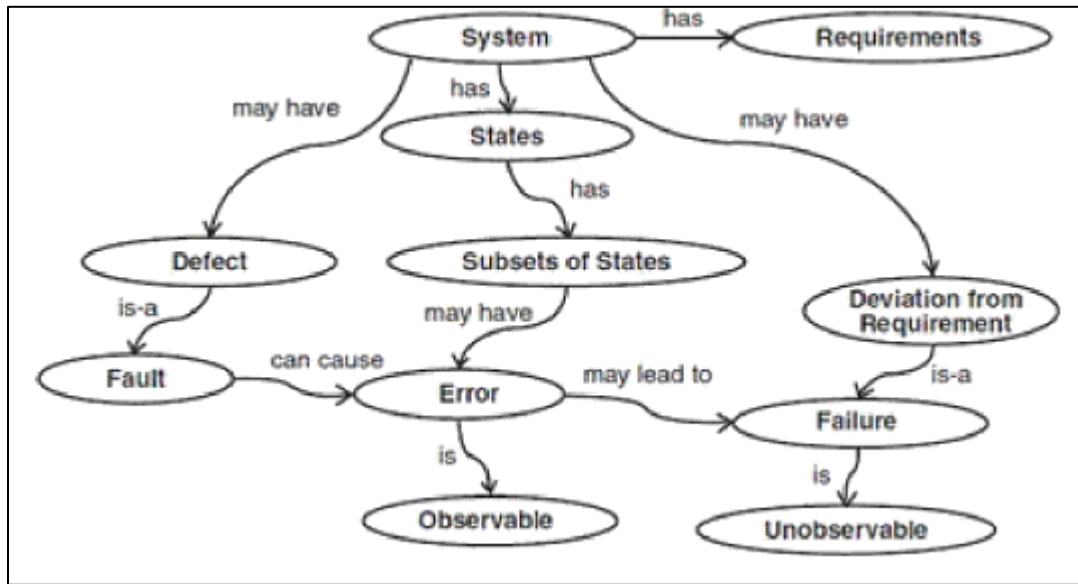 System
has
Requirements
may have
has
States
may have
has
Defect
Subsets of States
Deviation from
Requirement
is-a
may have
Fault
can cause
Error
may lead to
is-a
Failure
is
is
Observable
Unobservable